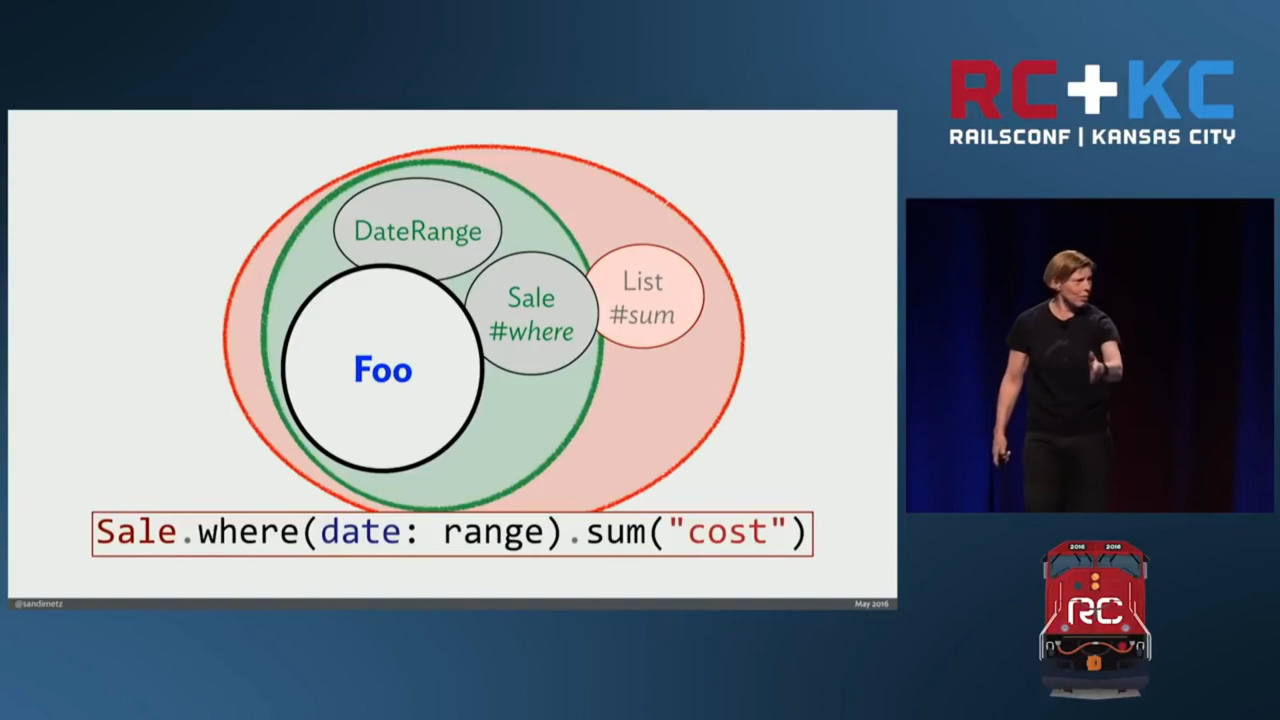 RC+KC
RAILSCONF | KANSAS CITY
DateRange
Sale
#where
List
#sum
Foo
Sale.where(date: range).sum("cost")
@sandimetz
May 2016
2016 2016
RC